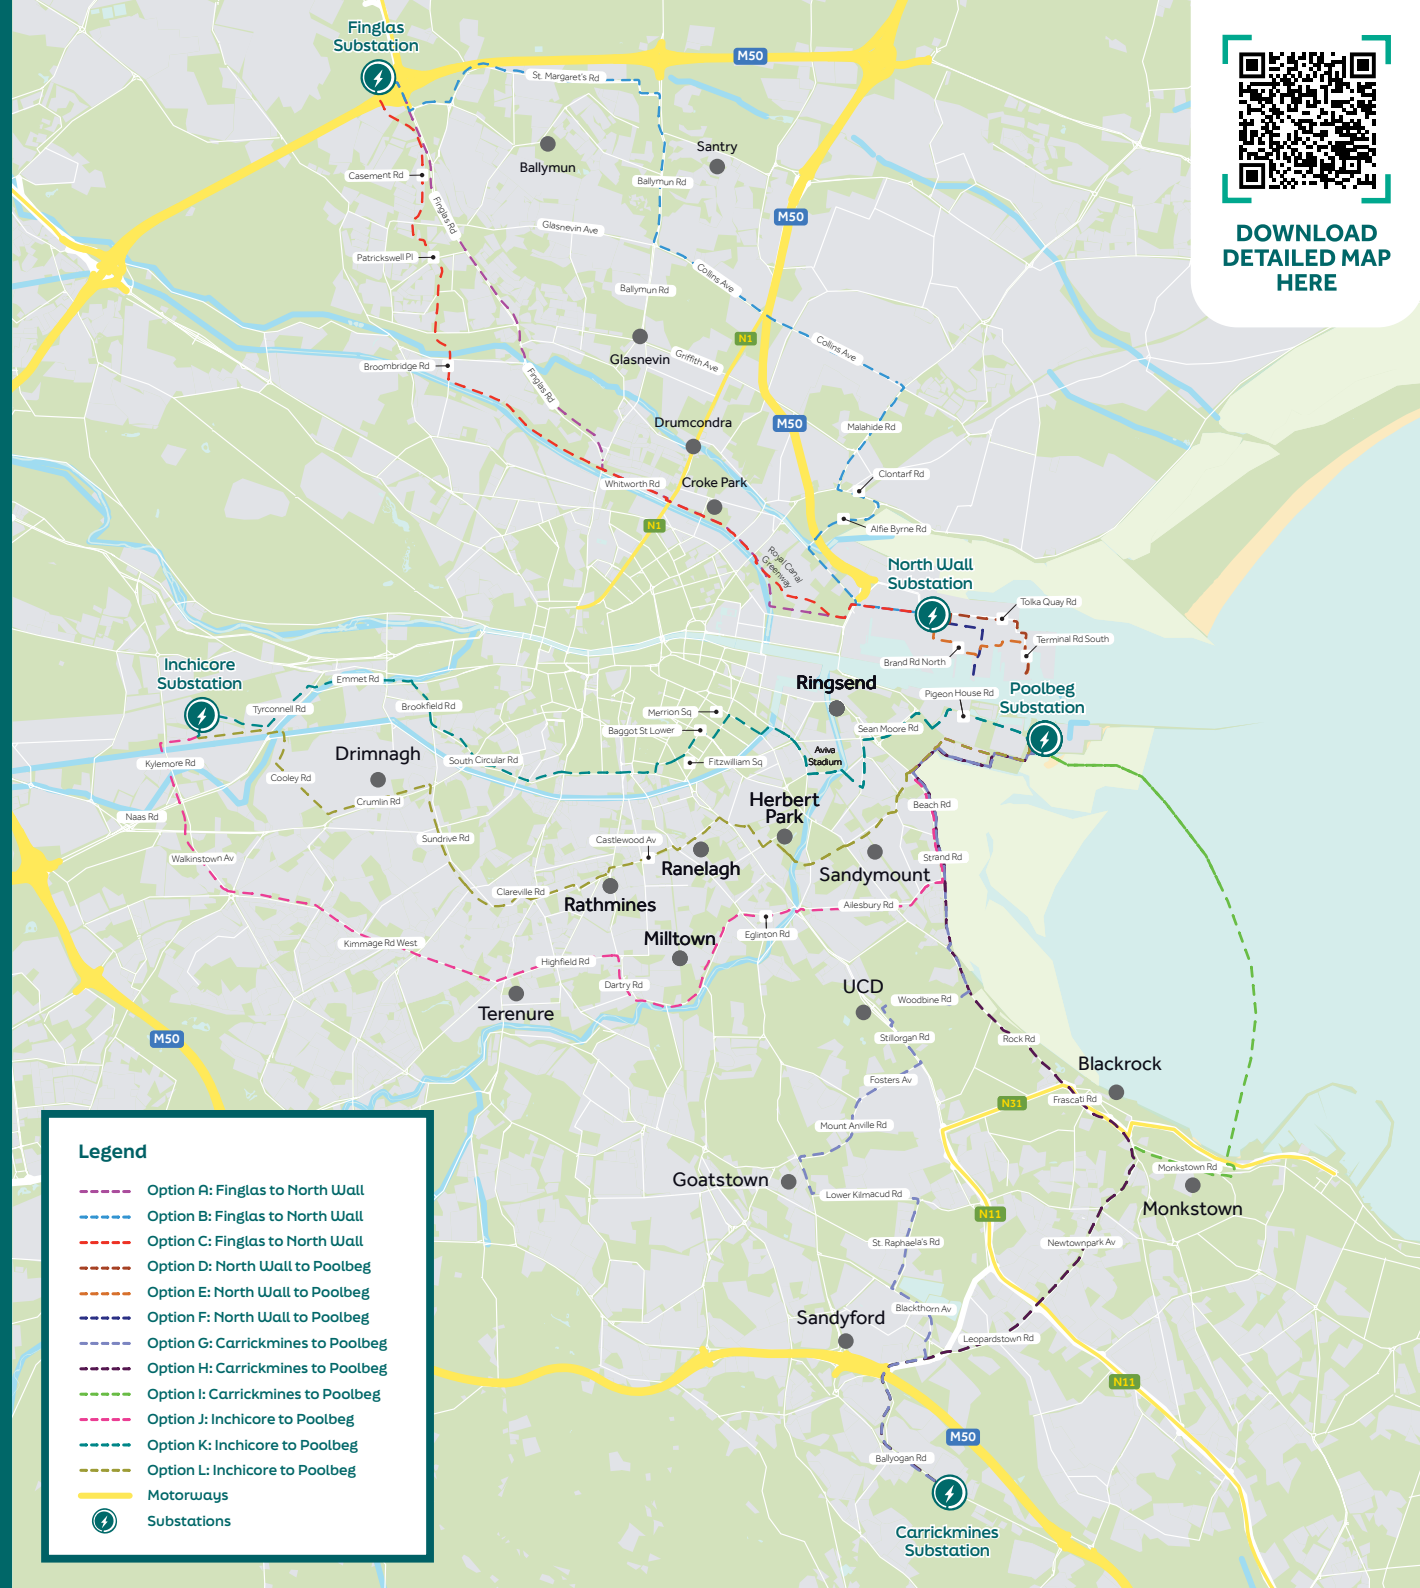 Finglas
Substation
M50
St. Margaret's Rd
DOWNLOAD
DETAILED MAP
HERE
Ballymun
Santry
Casement Rd
Ballymun Rd
Finglas Rd
M50
Glasnevin Ave
Patrickswell Pl
Collins Ave
Ballymun Rd
N1
Collins Ave
Glasnevin
Griffith Ave
Broombridge Rd
Finglas Rd
Drumcondra
M50
Malahide Rd
Clontarf Rd
Whitworth Rd
Croke Park
N1
Alfie Byrne Rd
Royal Canal
Greenway
North Wall
Substation
Tolka Quay Rd
Terminal Rd South
Brand Rd North
Inchicore
Substation
Emmet Rd
Tyrconnell Rd
Brookfield Rd
Merrion Sq
Baggot St Lower
Ringsend
Pigeon House Rd
Poolbeg
Substation
Sean Moore Rd
Aviva
Stadium
Fitzwilliam Sq
South Circular Rd
Kylemore Rd
Drimnagh
Cooley Rd
Crumlin Rd
Naas Rd
Herbert
Park
Beach Rd
Sundrive Rd
Castlewood Av
Walkinstown Av
Ranelagh
Strand Rd
Sandymount
Clareville Rd
Rathmines
Ailesbury Rd
Eglinton Rd
Kimmage Rd West
Milltown
Highfield Rd
Dartry Rd
Terenure
UCD
Woodbine Rd
Stillorgan Rd
Rock Rd
M50
Blackrock
Fosters Av
N31
Frascati Rd
Mount Anville Rd
Goatstown
Monkstown Rd
Lower Kilmacud Rd
Monkstown
N11
St. Raphaela's Rd
Newtownpark Av
Blackthorn Av
Sandyford
Leopardstown Rd
N11
M50
Ballyogan Rd
Carrickmines
Substation
Legend
Option A: Finglas to North Wall
Option B: Finglas to North Wall
Option C: Finglas to North Wall
Option D: North Wall to Poolbeg
Option E: North Wall to Poolbeg
Option F: North Wall to Poolbeg
Option G: Carrickmines to Poolbeg
Option H: Carrickmines to Poolbeg
Option I: Carrickmines to Poolbeg
Option J: Inchicore to Poolbeg
Option K: Inchicore to Poolbeg
Option L: Inchicore to Poolbeg
Motorways
Substations